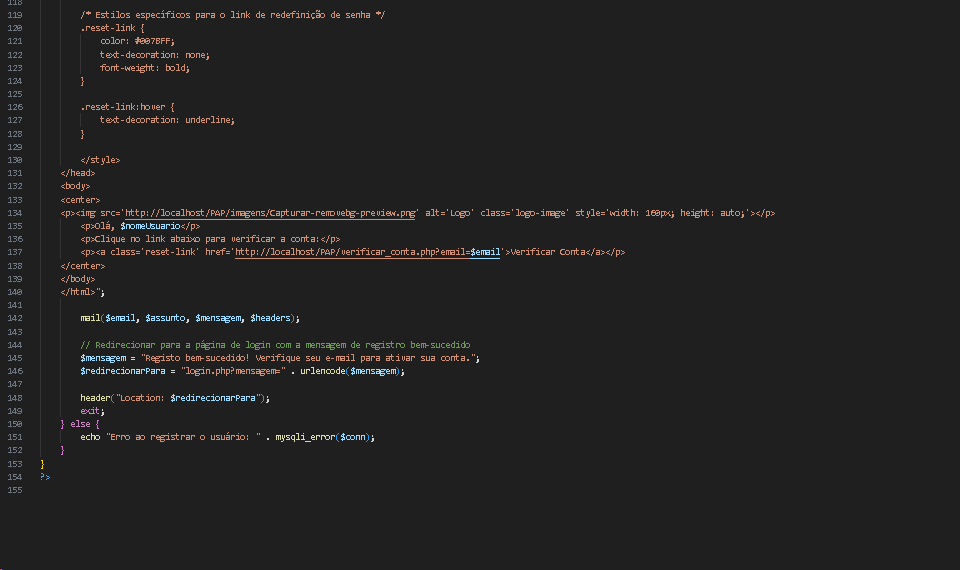 118
119 /* Estilos específicos para o link de redefinição de senha */
120 .reset-link {
121 color: #007BFF;
122 text-decoration: none;
123 font-weight: bold;
124 }
125
126 .reset-link:hover {
127 text-decoration: underline;
128 }
129
130 </style>
131 </head>
132 <body>
133 <center>
134 <p><img src='http://localhost/PAP/imagens/Capturar-removebg-preview.png' alt='Logo' class='logo-image' style='width: 160px; height: auto;'></p>
135 <p>Olá, $nomeUsuario</p>
136 <p>Clique no link abaixo para verificar a conta:</p>
137 <p><a class='reset-link' href='http://localhost/PAP/verificar_conta.php?email=$email'>Verificar Conta</a></p>
138 </center>
139 </body>
140 </html>";
141
142 mail($email, $assunto, $mensagem, $headers);
143
144 // Redirecionar para a página de login com a mensagem de registro bem-sucedido
145 $mensagem = "Registo bem-sucedido! Verifique seu e-mail para ativar sua conta.";
146 $redirecionarPara = "login.php?mensagem=" . urlencode($mensagem);
147
148 header("Location: $redirecionarPara");
149 exit;
150 } else {
151 echo "Erro ao registrar o usuário: " . mysqli_error($conn);
152 }
153 }
154 ?>
155